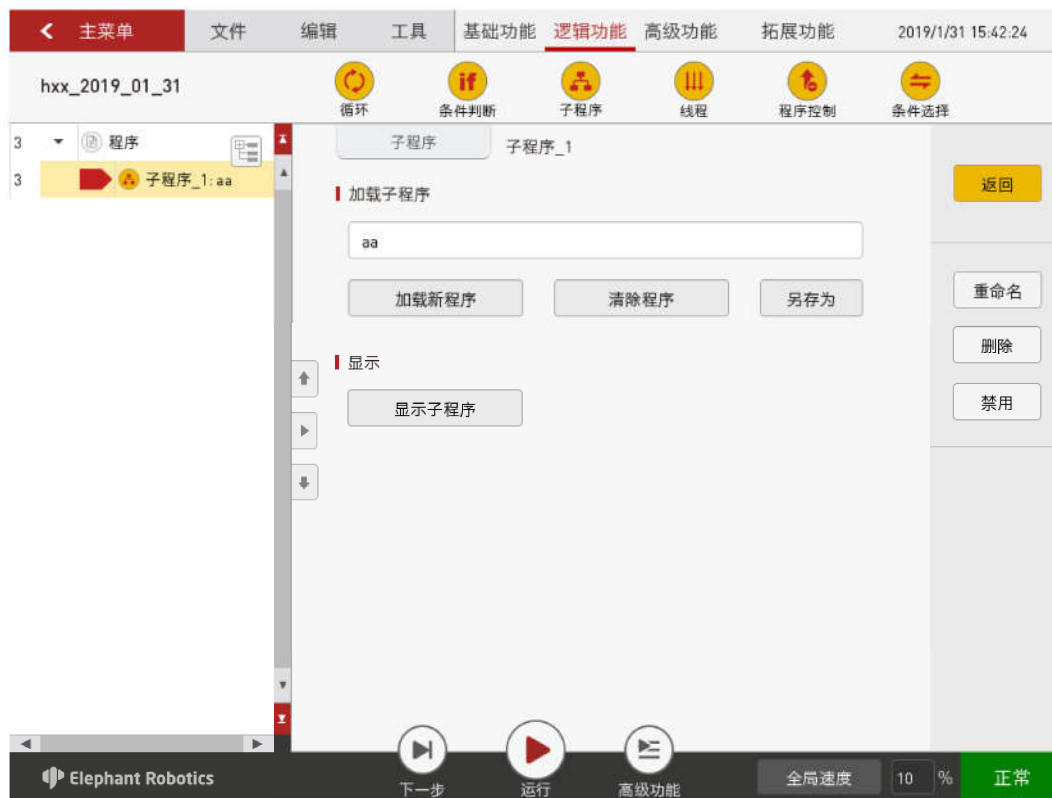 主菜单 文件 编辑 工具 基础功能 逻辑功能 高级功能 拓展功能 2019/1/31 15:42:24
hxx_2019_01_31
if
循环 条件判断 子程序 线程 程序控制 条件选择
3 程序
3 子程序_1: aa
子程序 子程序_1
返回
加载子程序
aa
加载新程序 清除程序 另存为
重命名
删除
禁用
显示
显示子程序
Elephant Robotics
下一步 运行 高级功能
全局速度 10 % 正常